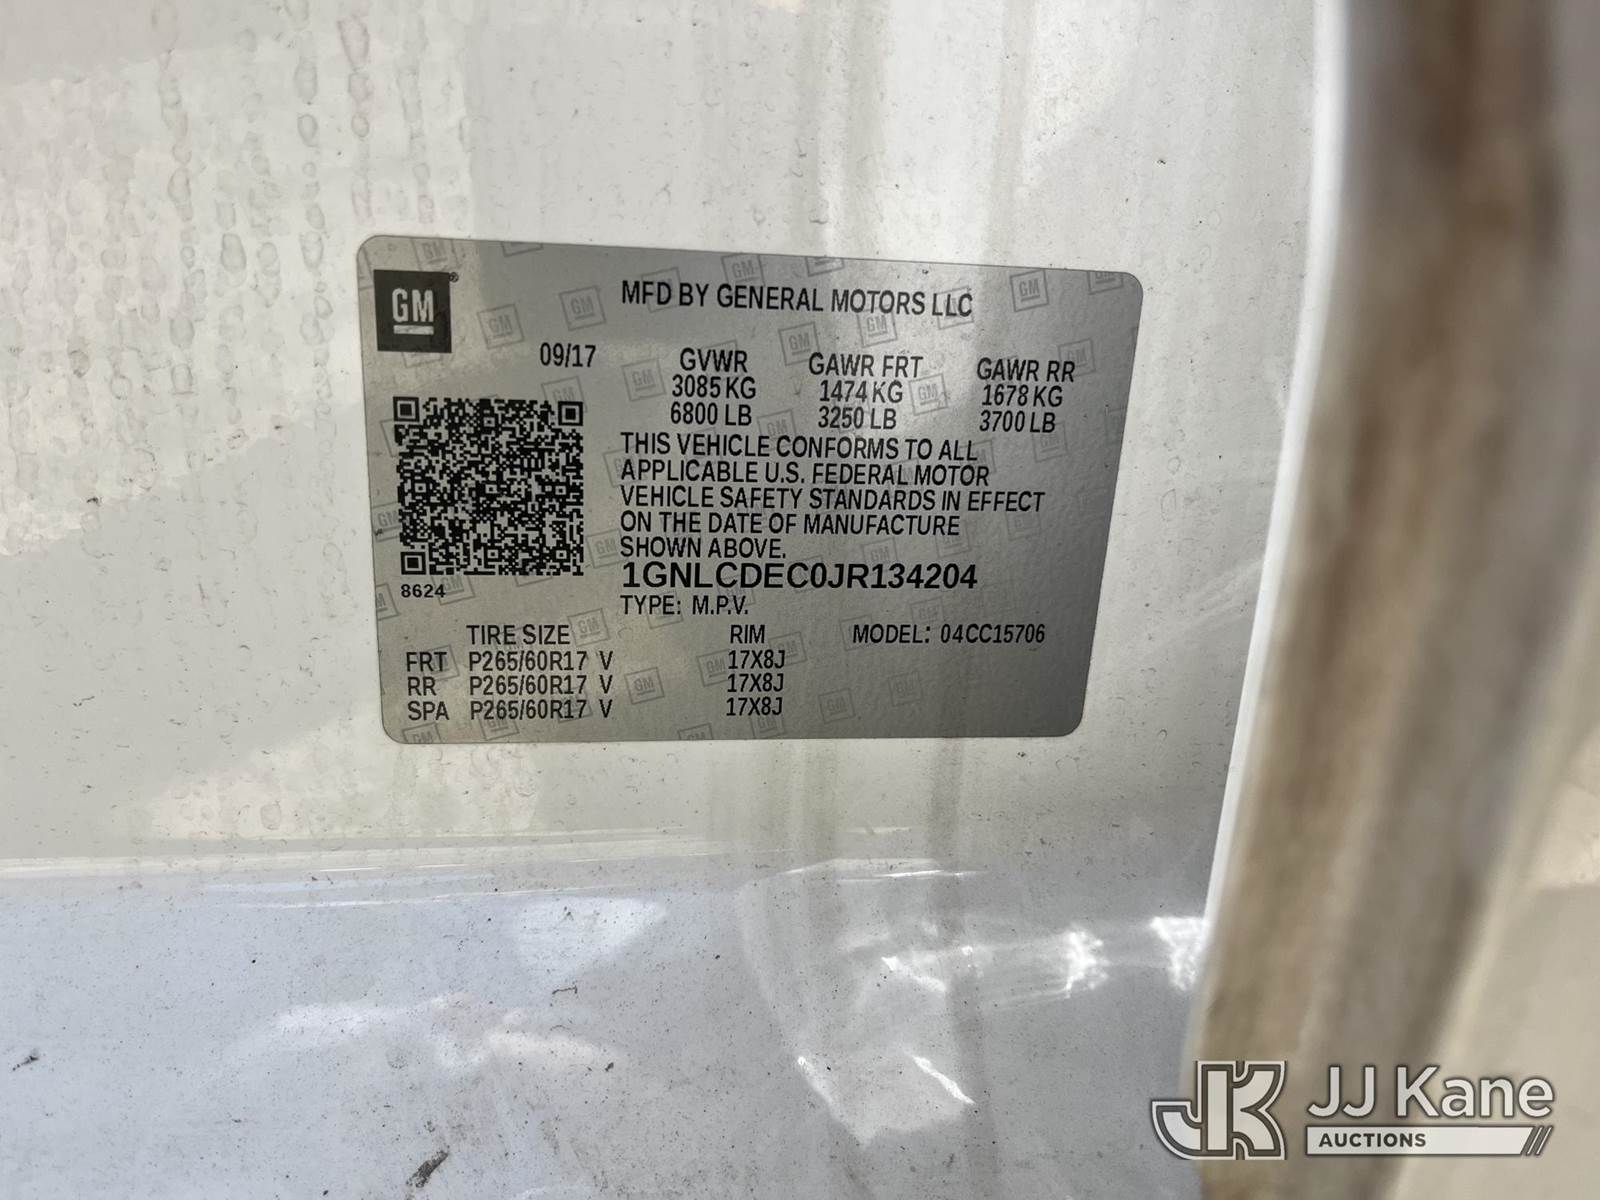 GM®
MFD BY GENERAL MOTORS LLC
09/17
GVWR GAWR FRT GAWR RR
3085 KG 1474 KG 1678 KG
6800 LB 3250 LB 3700 LB
THIS VEHICLE CONFORMS TO ALL
APPLICABLE U.S. FEDERAL MOTOR
VEHICLE SAFETY STANDARDS IN EFFECT
ON THE DATE OF MANUFACTURE
SHOWN ABOVE.
8624
1GNLCDEC0JR134204
TYPE: M.P.V.
TIRE SIZE RIM MODEL: 04CC15706
FRT P265/60R17 V 17X8J
RR P265/60R17 V 17X8J
SPA P265/60R17 V 17X8J
JK JJ Kane
AUCTIONS